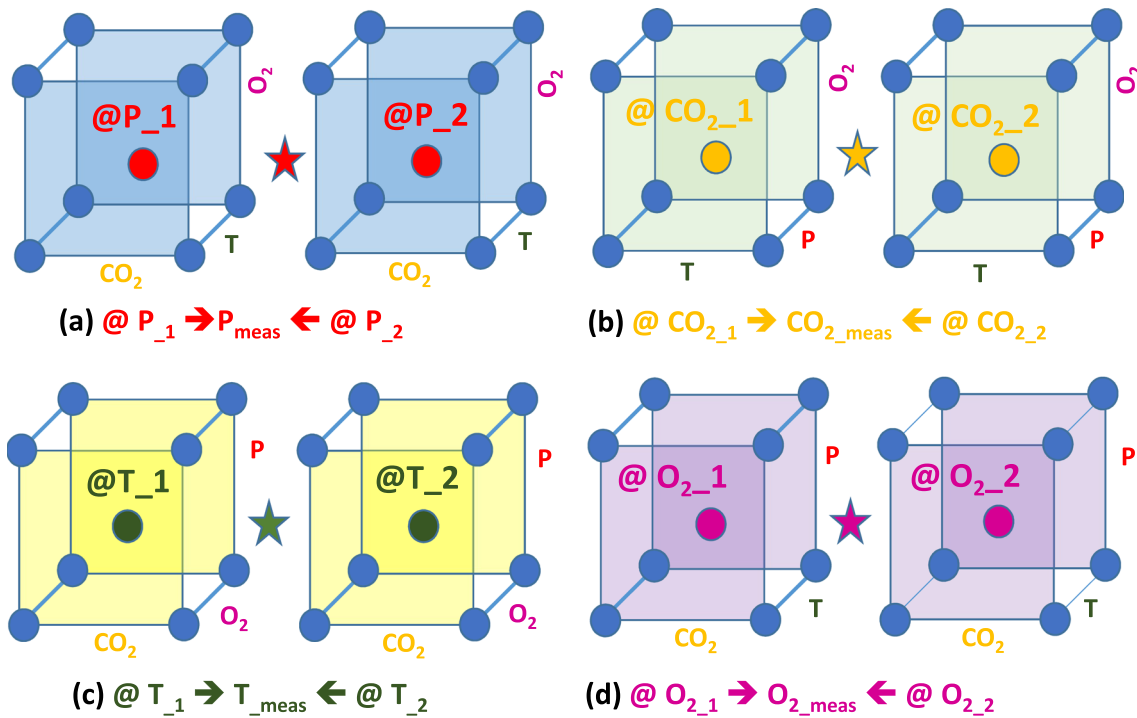 O₂
@P_1
T
CO₂
O₂
@P_2
T
CO₂
(a) @ P_1 ➔ P_meas ← @ P_2
O₂
@ CO₂_1
P
T
O₂
@ CO₂_2
P
T
(b) @ CO₂_1 ➔ CO₂_meas ← @ CO₂_2
P
@T_1
O₂
CO₂
P
@T_2
O₂
CO₂
(c) @ T_1 ➔ T_meas ← @ T_2
P
@ O₂_1
T
CO₂
P
@ O₂_2
T
CO₂
(d) @ O₂_1 ➔ O₂_meas ← @ O₂_2